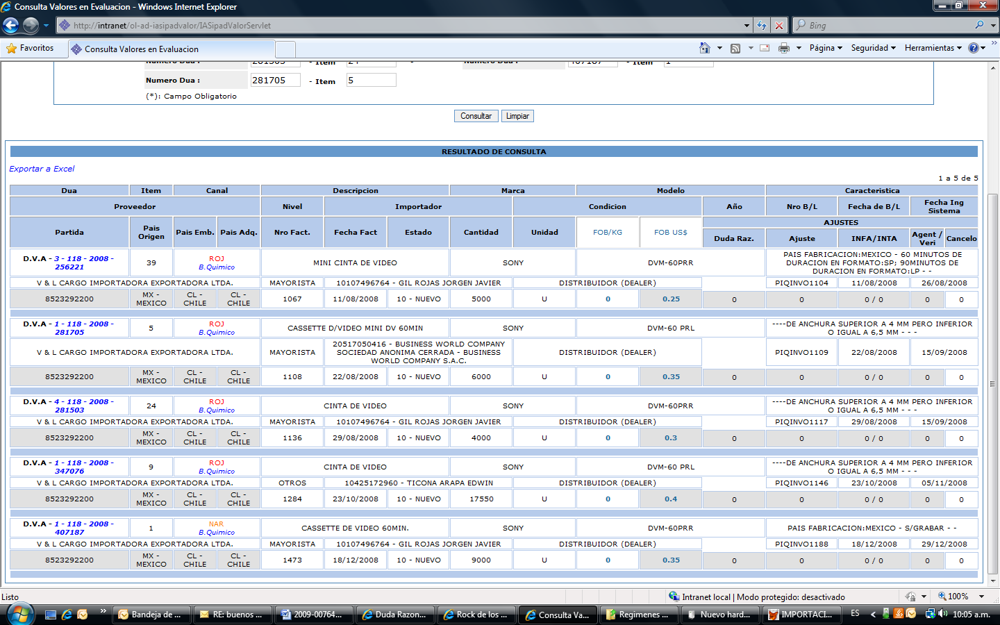 Consulta Valores en Evaluacion - Windows Internet Explorer
http://intranet/ol-ad-iasipadvalor/IASipadValorServlet
Bing
Favoritos
Consulta Valores en Evaluacion
Página Seguridad Herramientas
Numero Dua : 281503 - Item 24 - Numero Dua : 407187 - Item 1
Numero Dua : 281705 - Item 5
(*): Campo Obligatorio
Consultar Limpiar
RESULTADO DE CONSULTA
Exportar a Excel
1 a 5 de 5
Dua Item Canal Descripcion Marca Modelo Caracteristica
Proveedor Nivel Importador Condicion Año Nro B/L Fecha de B/L Fecha Ing Sistema
Partida Pais Origen Pais Emb. Pais Adq. Nro Fact. Fecha Fact Estado Cantidad Unidad FOB/KG FOB US$ AJUSTES
Duda Raz. Ajuste INFA/INTA Agent / Veri Cancelo
D.V.A - 3 - 118 - 2008 - 256221 39 ROJ B.Quimico MINI CINTA DE VIDEO SONY DVM-60PRR PAIS FABRICACION:MEXICO - 60 MINUTOS DE DURACION EN FORMATO:SP; 90MINUTOS DE DURACION EN FORMATO:LP - -
V & L CARGO IMPORTADORA EXPORTADORA LTDA. MAYORISTA 10107496764 - GIL ROJAS JORGEN JAVIER DISTRIBUIDOR (DEALER) PIQINVO1104 11/08/2008 26/08/2008
8523292200 MX - MEXICO CL - CHILE CL - CHILE 1067 11/08/2008 10 - NUEVO 5000 U 0 0.25 0 0 0 / 0 0 0
D.V.A - 1 - 118 - 2008 - 281705 5 ROJ B.Quimico CASSETTE D/VIDEO MINI DV 60MIN SONY DVM-60 PRL ----DE ANCHURA SUPERIOR A 4 MM PERO INFERIOR O IGUAL A 6,5 MM - - -
V & L CARGO IMPORTADORA EXPORTADORA LTDA. MAYORISTA 20517050416 - BUSINESS WORLD COMPANY SOCIEDAD ANONIMA CERRADA - BUSINESS WORLD COMPANY S.A.C. DISTRIBUIDOR (DEALER) PIQINVO1109 22/08/2008 15/09/2008
8523292200 MX - MEXICO CL - CHILE CL - CHILE 1108 22/08/2008 10 - NUEVO 6000 U 0 0.35 0 0 0 / 0 0 0
D.V.A - 4 - 118 - 2008 - 281503 24 ROJ B.Quimico CINTA DE VIDEO SONY DVM-60PRR ----DE ANCHURA SUPERIOR A 4 MM PERO INFERIOR O IGUAL A 6,5 MM - - -
V & L CARGO IMPORTADORA EXPORTADORA LTDA. MAYORISTA 10107496764 - GIL ROJAS JORGEN JAVIER DISTRIBUIDOR (DEALER) PIQINVO1117 29/08/2008 15/09/2008
8523292200 MX - MEXICO CL - CHILE CL - CHILE 1136 29/08/2008 10 - NUEVO 4000 U 0 0.3 0 0 0 / 0 0 0
D.V.A - 1 - 118 - 2008 - 347076 9 ROJ B.Quimico CINTA DE VIDEO SONY DVM-60 PRL ----DE ANCHURA SUPERIOR A 4 MM PERO INFERIOR O IGUAL A 6,5 MM - - -
V & L CARGO IMPORTADORA EXPORTADORA LTDA. OTROS 10425172960 - TICONA ARAPA EDWIN DISTRIBUIDOR (DEALER) PIQINVO1146 23/10/2008 05/11/2008
8523292200 MX - MEXICO CL - CHILE CL - CHILE 1284 23/10/2008 10 - NUEVO 17550 U 0 0.4 0 0 0 / 0 0 0
D.V.A - 1 - 118 - 2008 - 407187 1 NAR B.Quimico CASSETTE DE VIDEO 60MIN. SONY DVM-60PRR PAIS FABRICACION:MEXICO - S/GRABAR - -
V & L CARGO IMPORTADORA EXPORTADORA LTDA. MAYORISTA 10107496764 - GIL ROJAS JORGEN JAVIER DISTRIBUIDOR (DEALER) PIQINVO1188 18/12/2008 29/12/2008
8523292200 MX - MEXICO CL - CHILE CL - CHILE 1473 18/12/2008 10 - NUEVO 9000 U 0 0.35 0 0 0 / 0 0 0
Listo Intranet local | Modo protegido: desactivado 100%
Bandeja de ... RE: buenos ... 2009-00764... Duda Razon... Rock de los ... Consulta Va... Regimenes ... Nuevo hard... IMPORTACI... ES 10:05 a.m.